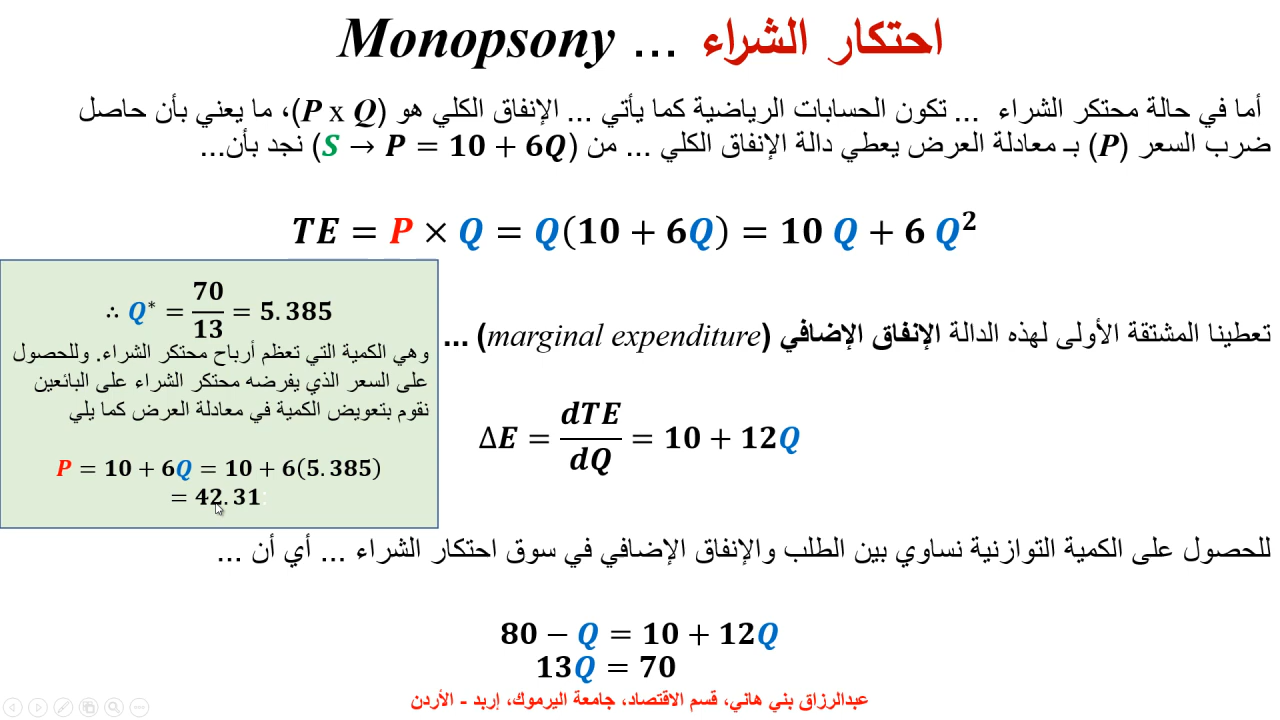 احتكار الشراء ... Monopsony
أما في حالة محتكر الشراء ... تكون الحسابات الرياضية كما يأتي ... الإنفاق الكلي هو (P x Q)، ما يعني بأن حاصل
ضرب السعر (P) بـ معادلة العرض يعطي دالة الإنفاق الكلي ... من (S → P = 10 + 6Q) نجد بأن...
TE = P × Q = Q(10 + 6Q) = 10 Q + 6 Q²
تعطينا المشتقة الأولى لهذه الدالة الإنفاق الإضافي (marginal expenditure) ...
ΔE = dTE/dQ = 10 + 12Q
∴ Q* = 70/13 = 5.385
وهي الكمية التي تعظم أرباح محتكر الشراء. وللحصول
على السعر الذي يفرضه محتكر الشراء على البائعين
نقوم بتعويض الكمية في معادلة العرض كما يلي
P = 10 + 6Q = 10 + 6(5.385)
= 42.31
للحصول على الكمية التوازنية نساوي بين الطلب والإنفاق الإضافي في سوق احتكار الشراء ... أي أن ...
80 − Q = 10 + 12Q
13Q = 70
عبدالرزاق بني هاني، قسم الاقتصاد، جامعة اليرموك، إربد - الأردن